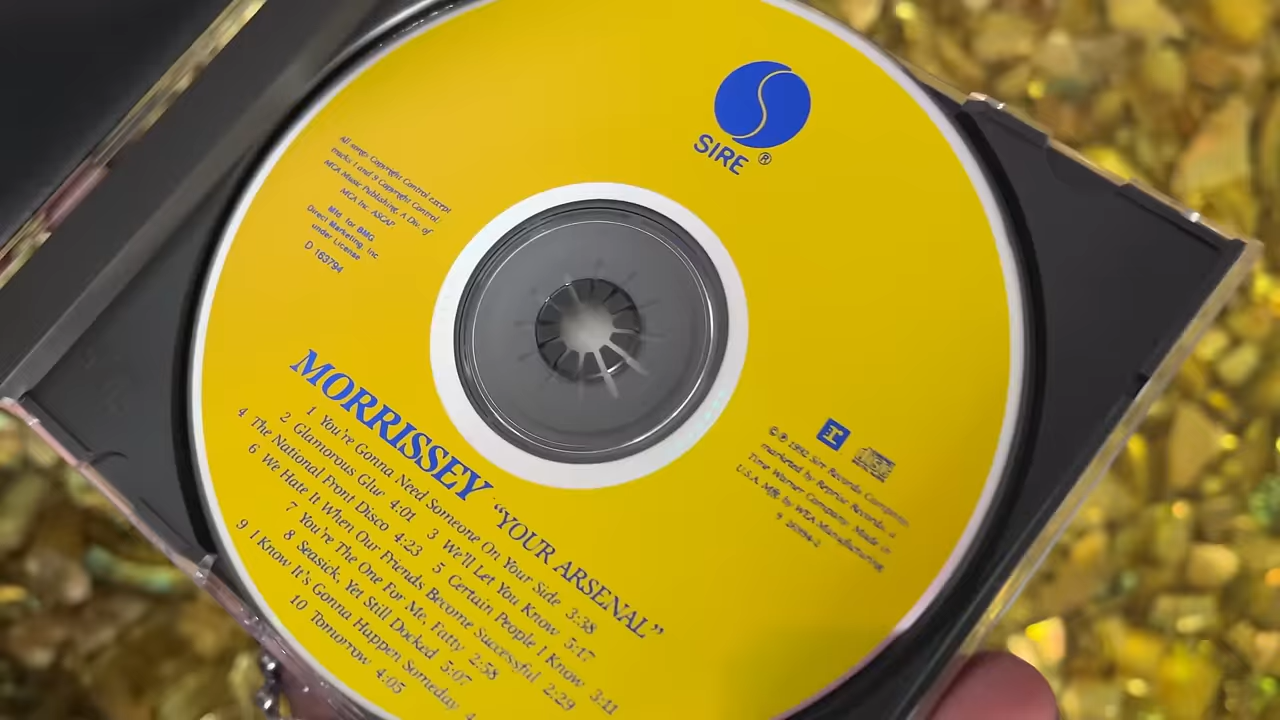 SIRE ®
All songs Copyright Control except
tracks 1 and 9 Copyright Control/
MCA Music Publishing, A Div. of
MCA Inc. ASCAP
Mfd. for BMG
Direct Marketing, Inc.
under License
D 163794
MORRISSEY "YOUR ARSENAL"
1 You're Gonna Need Someone On Your Side 3:38
2 Glamorous Glue 4:01 3 We'll Let You Know 5:17
4 The National Front Disco 4:23 5 Certain People I Know 3:11
6 We Hate It When Our Friends Become Successful 2:29
7 You're The One For Me, Fatty 2:58
8 Seasick, Yet Still Docked 5:07
9 I Know It's Gonna Happen Someday 4
10 Tomorrow 4:05
r
℗© 1992 Sire Records Company,
marketed by Reprise Records, a
Time Warner Company. Made in
U.S.A. Mfg. by WEA Manufacturing